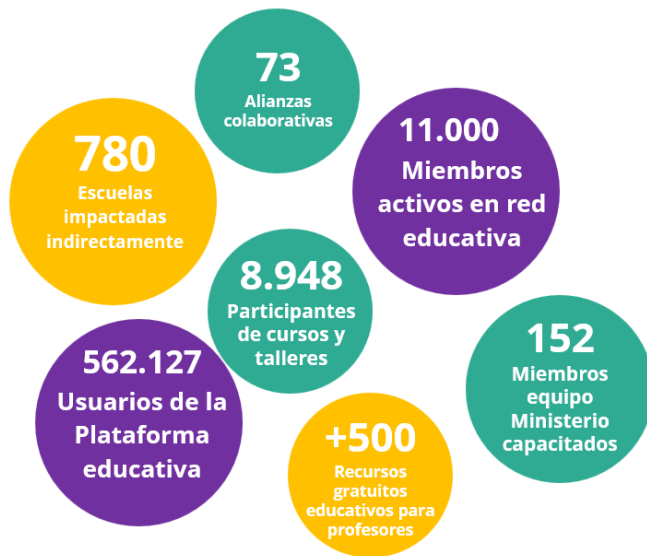 73
Alianzas
colaborativas
780
Escuelas
impactadas
indirectamente
11.000
Miembros
activos en red
educativa
8.948
Participantes
de cursos y
talleres
562.127
Usuarios de la
Plataforma
educativa
152
Miembros
equipo
Ministerio
capacitados
+500
Recursos
gratuitos
educativos para
profesores